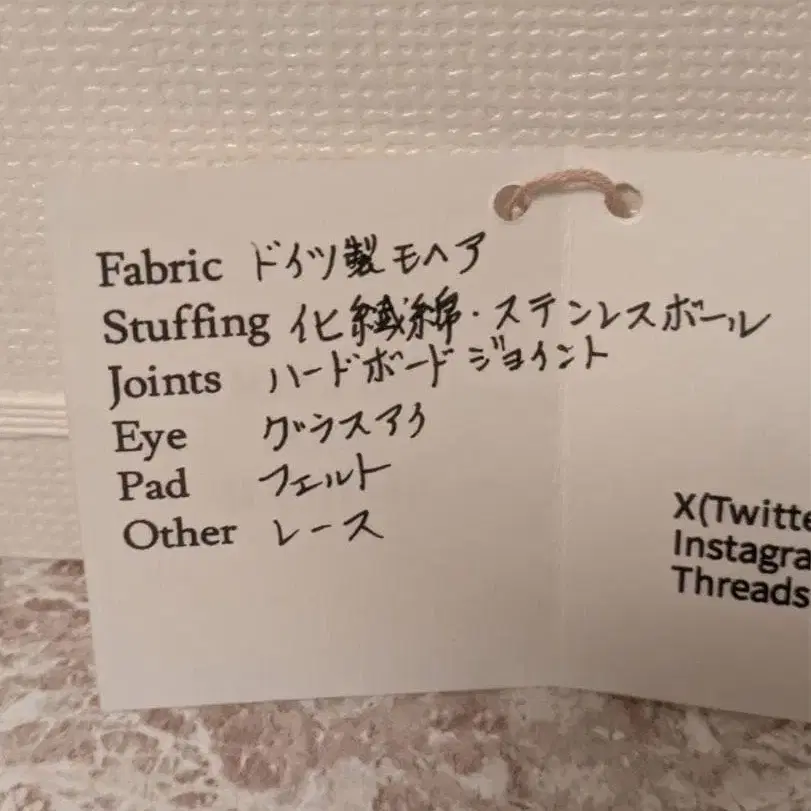 Fabric ドイツ製モヘア
Stuffing 化繊綿・ステンレスボール
Joints ハードボードジョイント
Eye グラスアイ
Pad フェルト
Other レース
X(Twitte
Instagra
Threads